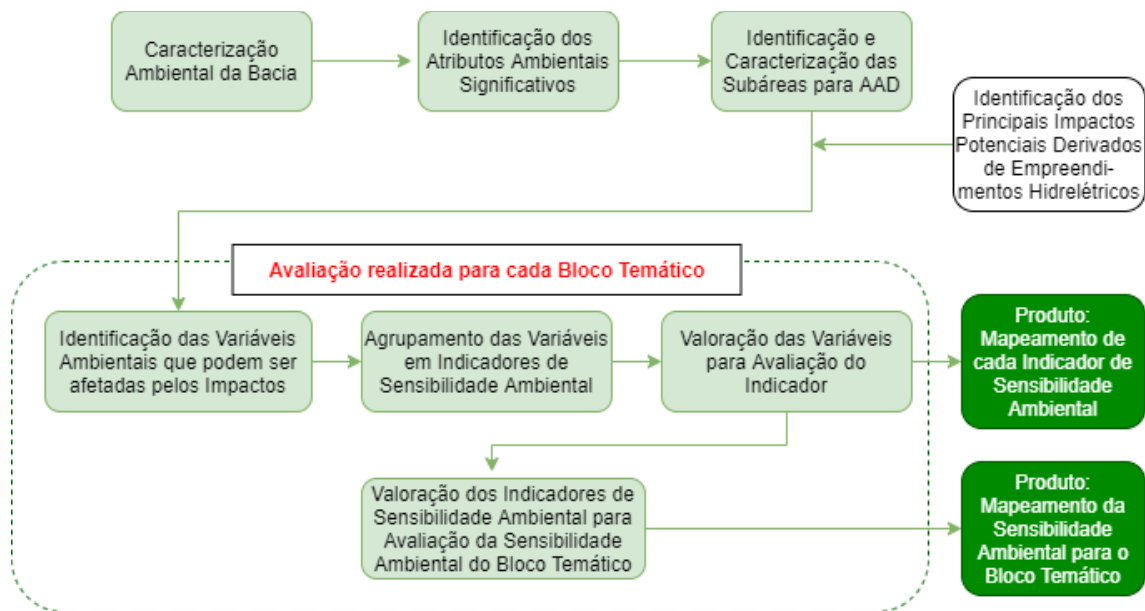 Caracterização
Ambiental da Bacia
Identificação dos
Atributos Ambientais
Significativos
Identificação e
Caracterização das
Subáreas para AAD
Identificação dos
Principais Impactos
Potenciais Derivados
de Empreendi-
mentos Hidrelétricos
Avaliação realizada para cada Bloco Temático
Identificação das Variáveis
Ambientais que podem ser
afetadas pelos Impactos
Agrupamento das Variáveis
em Indicadores de
Sensibilidade Ambiental
Valoração das Variáveis
para Avaliação do
Indicador
Produto:
Mapeamento de
cada Indicador de
Sensibilidade
Ambiental
Valoração dos Indicadores de
Sensibilidade Ambiental para
Avaliação da Sensibilidade
Ambiental do Bloco Temático
Produto:
Mapeamento da
Sensibilidade
Ambiental para o
Bloco Temático